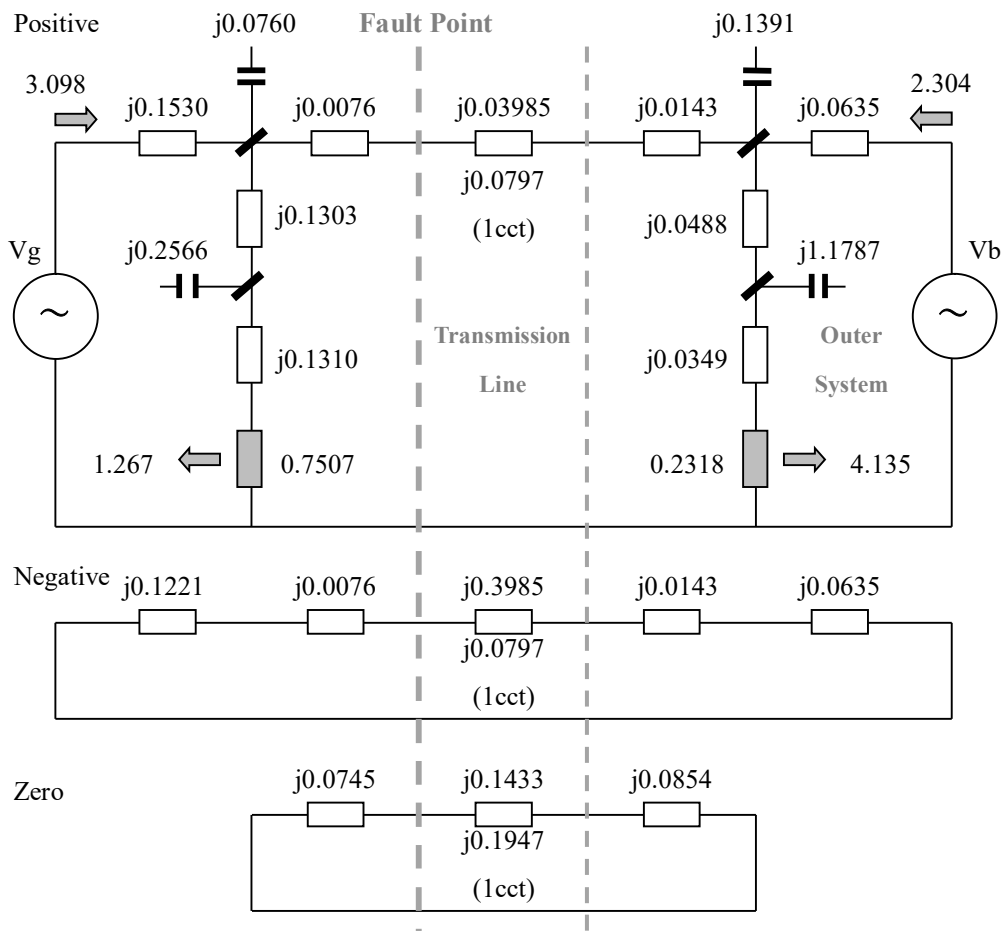 Positive
j0.0760
Fault Point
j0.1391
3.098
j0.1530
j0.0076
j0.03985
j0.0143
j0.0635
2.304
j0.0797
(1cct)
j0.1303
j0.0488
Vg
j0.2566
j1.1787
Vb
~
~
j0.1310
Transmission
Line
j0.0349
Outer
System
1.267
0.7507
0.2318
4.135
Negative
j0.1221
j0.0076
j0.3985
j0.0143
j0.0635
j0.0797
(1cct)
Zero
j0.0745
j0.1433
j0.0854
j0.1947
(1cct)